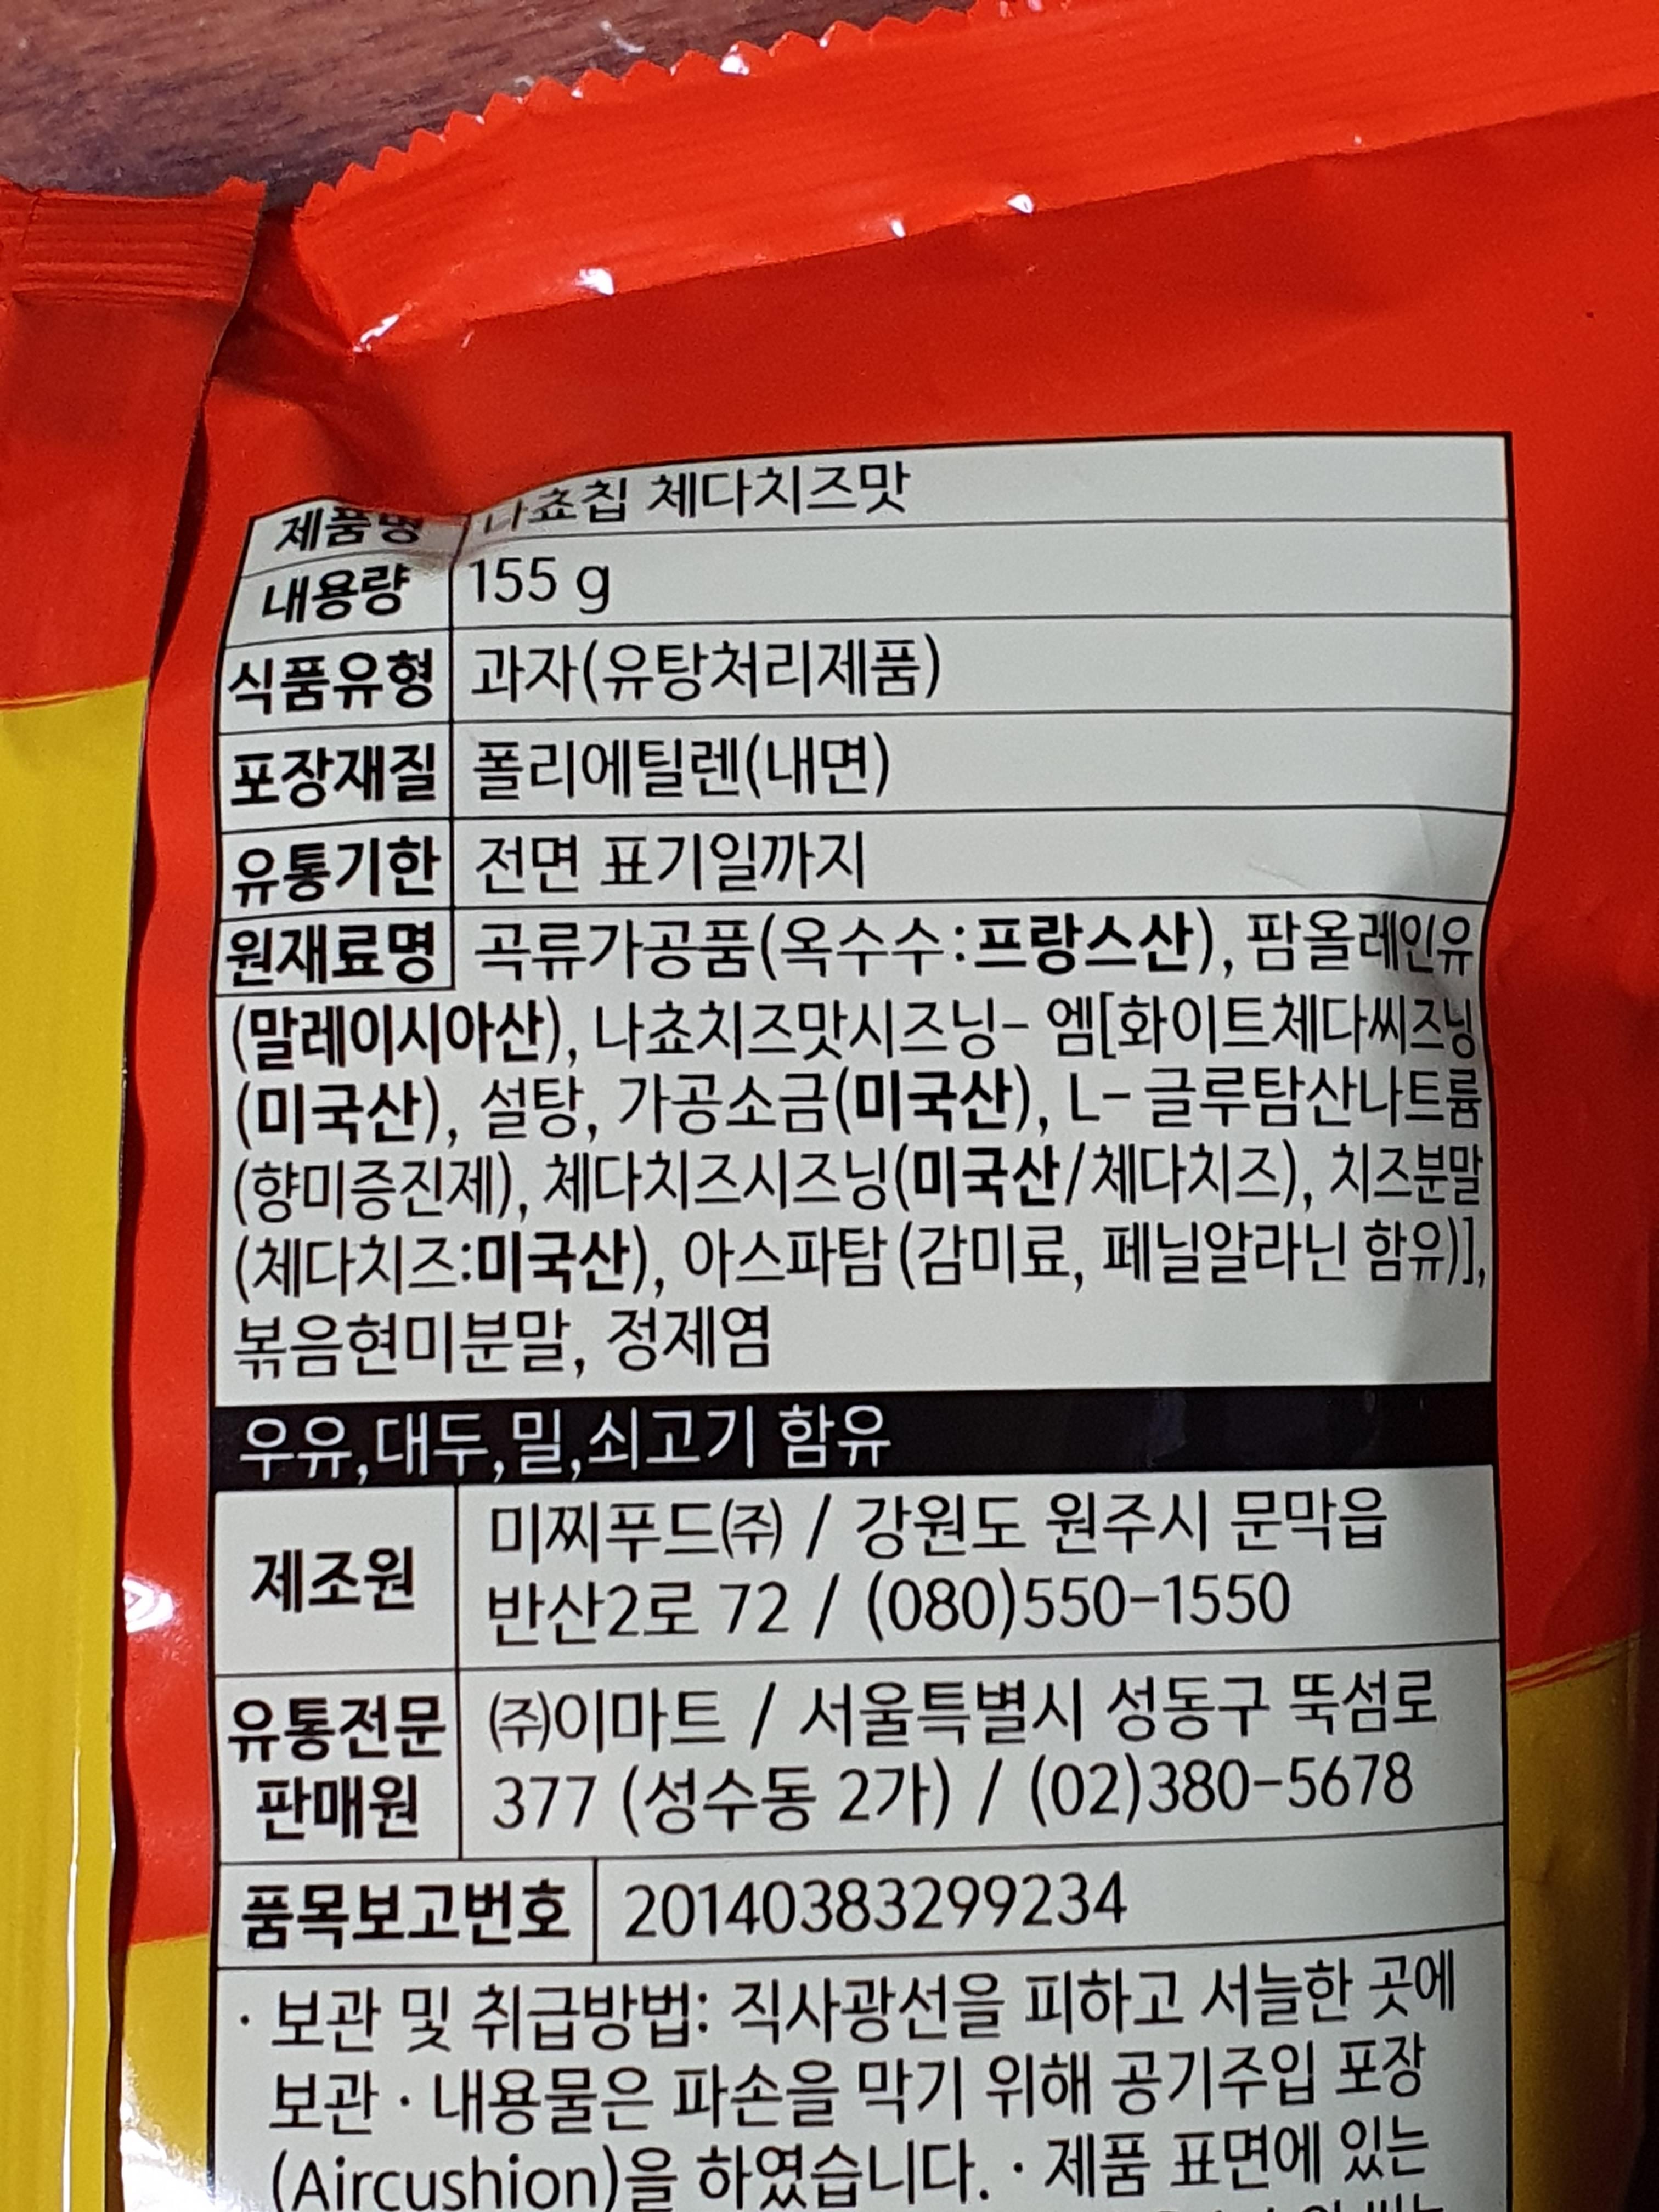 제품명 나쵸칩 체다치즈맛
내용량 155 g
식품유형 과자(유탕처리제품)
포장재질 폴리에틸렌(내면)
유통기한 전면 표기일까지
원재료명 곡류가공품(옥수수:프랑스산), 팜올레인유
(말레이시아산), 나쵸치즈맛시즈닝- 엠[화이트체다씨즈닝
(미국산), 설탕, 가공소금(미국산), L- 글루탐산나트륨
(향미증진제), 체다치즈시즈닝(미국산/체다치즈), 치즈분말
(체다치즈:미국산), 아스파탐(감미료, 페닐알라닌 함유)],
볶음현미분말, 정제염
우유,대두,밀,쇠고기 함유
제조원 미찌푸드㈜ / 강원도 원주시 문막읍
반산2로 72 / (080)550-1550
유통전문 ㈜이마트 / 서울특별시 성동구 뚝섬로
판매원 377 (성수동 2가) / (02)380-5678
품목보고번호 20140383299234
· 보관 및 취급방법: 직사광선을 피하고 서늘한 곳에
보관 · 내용물은 파손을 막기 위해 공기주입 포장
(Aircushion)을 하였습니다. · 제품 표면에 있는